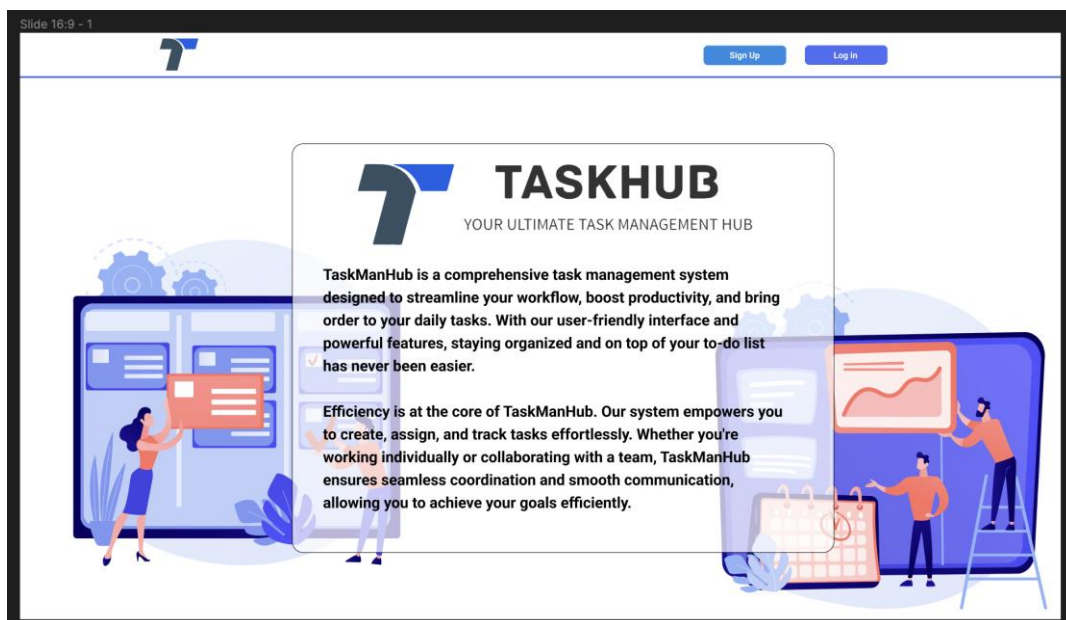 Slide 16:9 - 1
Sign Up
Log in
TASKHUB
YOUR ULTIMATE TASK MANAGEMENT HUB
TaskManHub is a comprehensive task management system
designed to streamline your workflow, boost productivity, and bring
order to your daily tasks. With our user-friendly interface and
powerful features, staying organized and on top of your to-do list
has never been easier.
Efficiency is at the core of TaskManHub. Our system empowers you
to create, assign, and track tasks effortlessly. Whether you're
working individually or collaborating with a team, TaskManHub
ensures seamless coordination and smooth communication,
allowing you to achieve your goals efficiently.